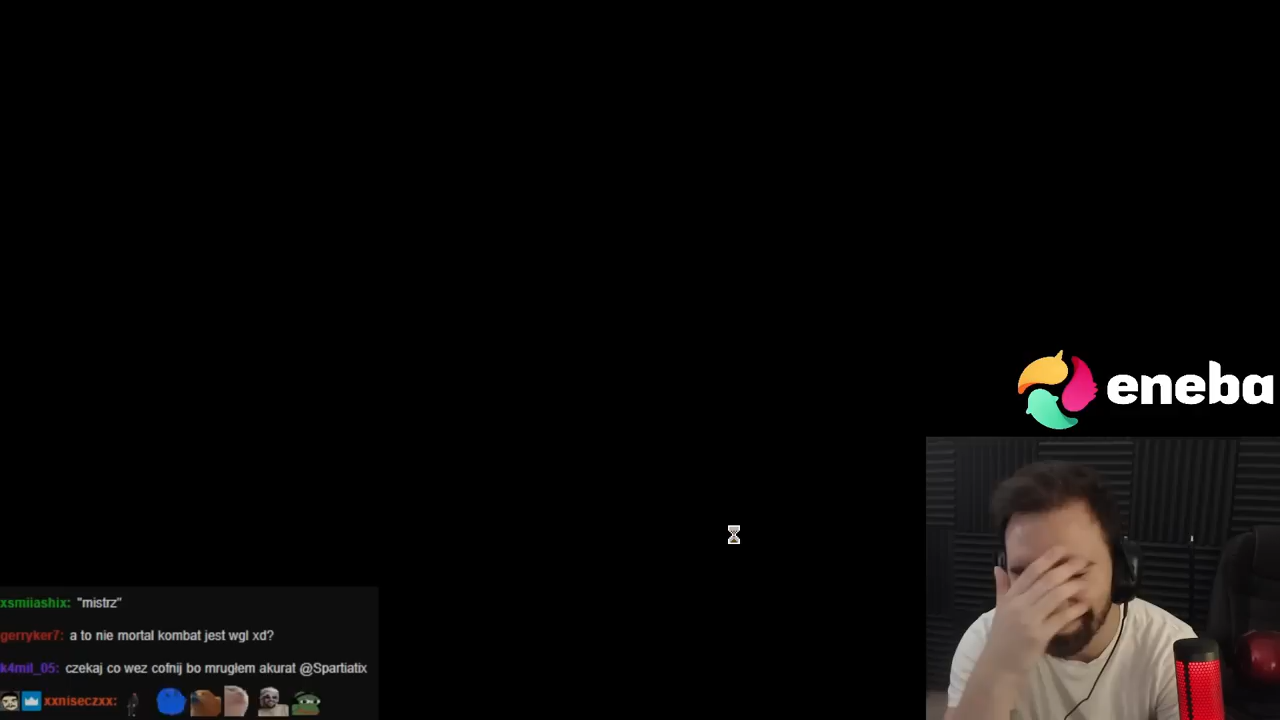 eneba
xsmiiashix: "mistrz"
gerryker7: a to nie mortal kombat jest wgl xd?
k4mil_05: czekaj co wez cofnij bo mrugłem akurat @Spartiatix
xxniseczxx: